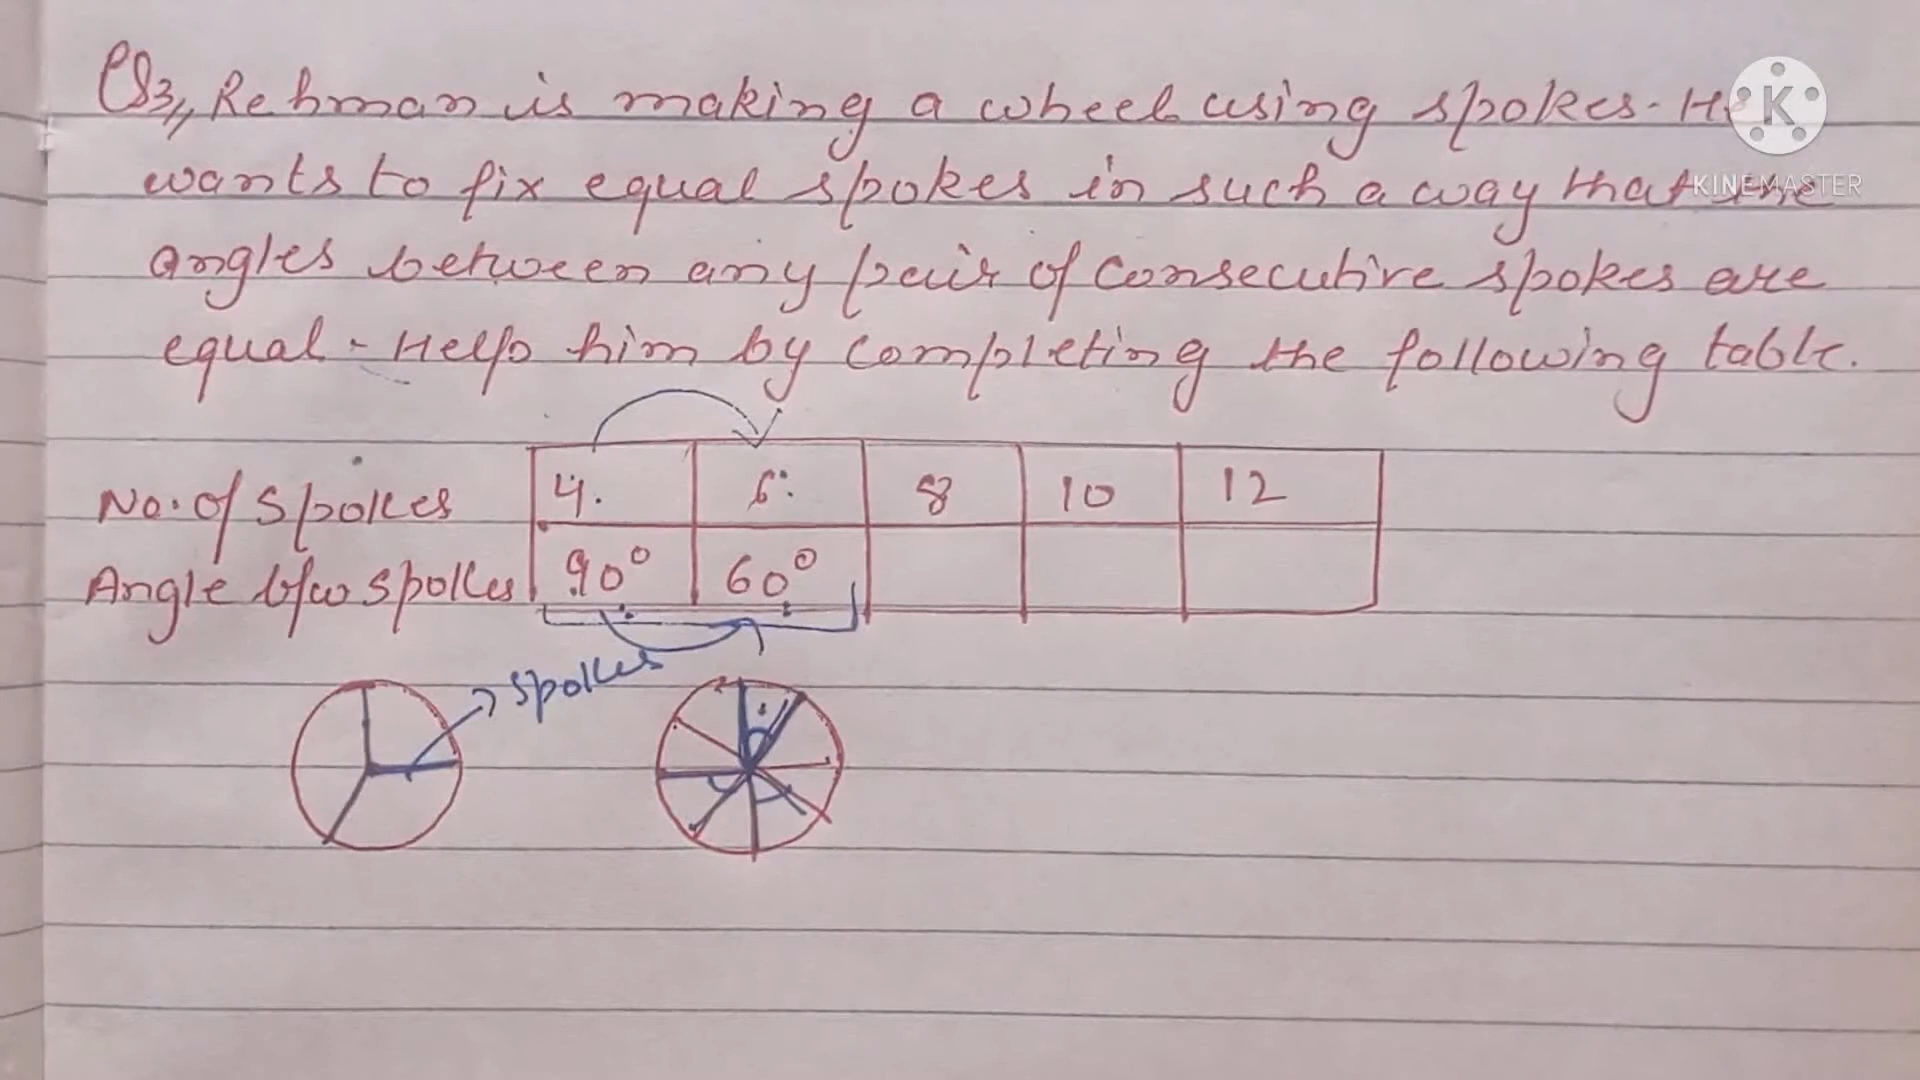 Q3,, Rehman is making a wheel using spokes. He
wants to fix equal spokes in such a way that the
angles between any pair of consecutive spokes are
equal. Help him by completing the following table.
No. of Spokes 4. 6. 8 10 12
Angle b/w spokes 90° 60°
spokes
K
KINEMASTER